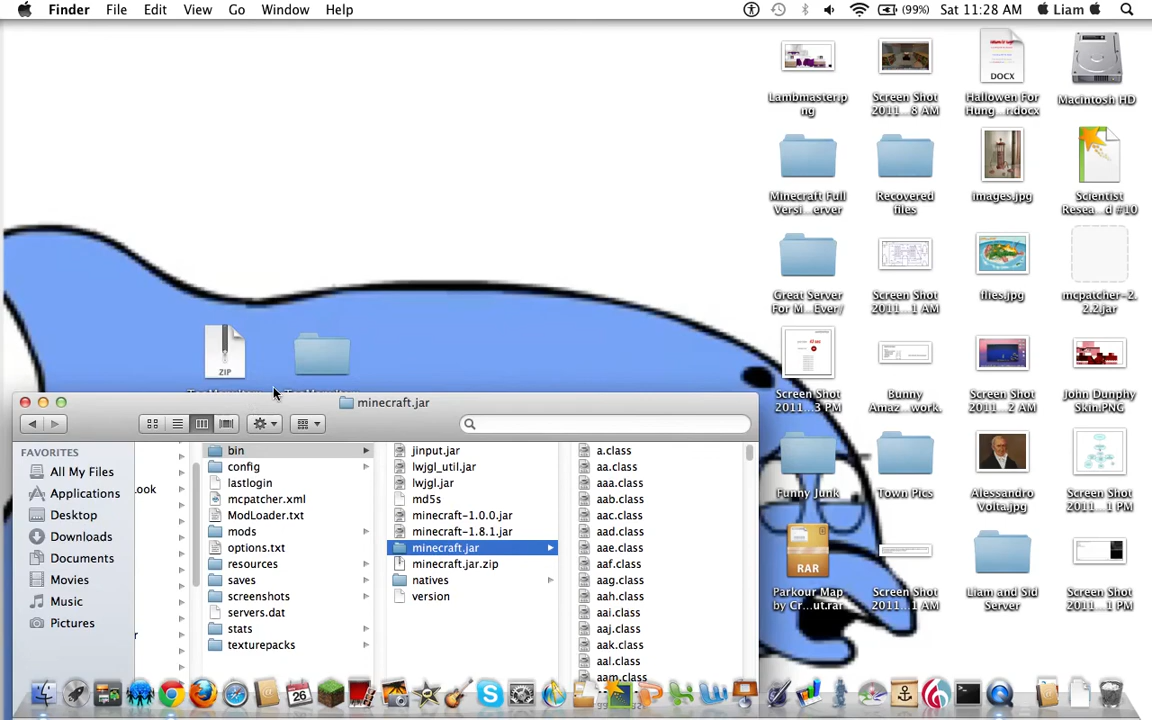 Finder File Edit View Go Window Help (99%) Sat 11:28 AM Liam
Lambmaster.p
ng
Screen Shot
2011...8 AM
DOCX
Hallowen For
Hung...r.docx
Macintosh HD
Minecraft Full
Versi...erver
Recovered
files
images.jpg
Scientist
Resea...d #10
Great Server
For M...Ever/
Screen Shot
2011...1 AM
flies.jpg
mcpatcher-2.
2.2.jar
ZIP
Screen Shot
2011...3 PM
Bunny
Amaz...work.
Screen Shot
2011...2 AM
John Dunphy
Skin.PNG
Funny Junk
Town Pics
Alessandro
Volta.jpg
Screen Shot
2011...1 PM
RAR
Parkour Map
by Cr...ut.rar
Screen Shot
2011...1 AM
Liam and Sid
Server
Screen Shot
2011...1 PM
minecraft.jar
FAVORITES
All My Files
Applications
Desktop
Downloads
Documents
Movies
Music
Pictures
ook
r
bin
config
lastlogin
mcpatcher.xml
ModLoader.txt
mods
options.txt
resources
saves
screenshots
servers.dat
stats
texturepacks
jinput.jar
lwjgl_util.jar
lwjgl.jar
md5s
minecraft-1.0.0.jar
minecraft-1.8.1.jar
minecraft.jar
minecraft.jar.zip
natives
version
a.class
aa.class
aaa.class
aab.class
aac.class
aad.class
aae.class
aaf.class
aag.class
aah.class
aai.class
aaj.class
aak.class
aal.class
aam.class
26